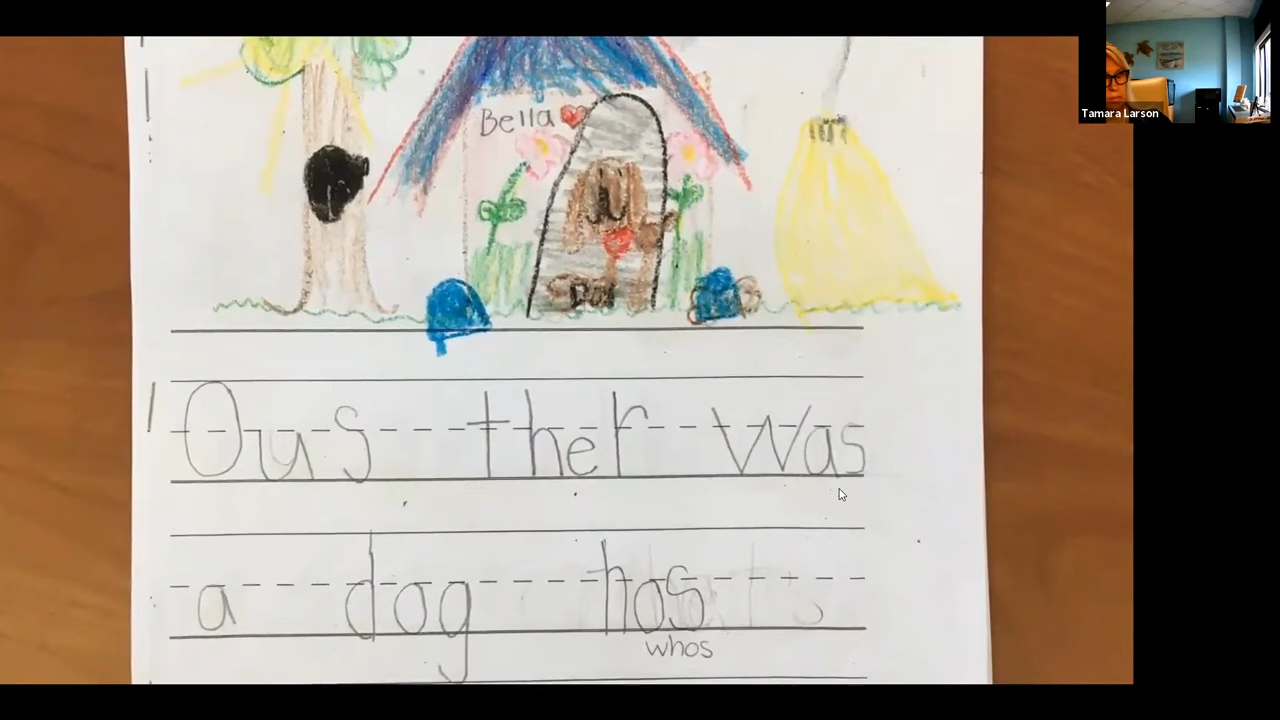 Tamara Larson
Bella
Ous ther was
a dog hos
whos